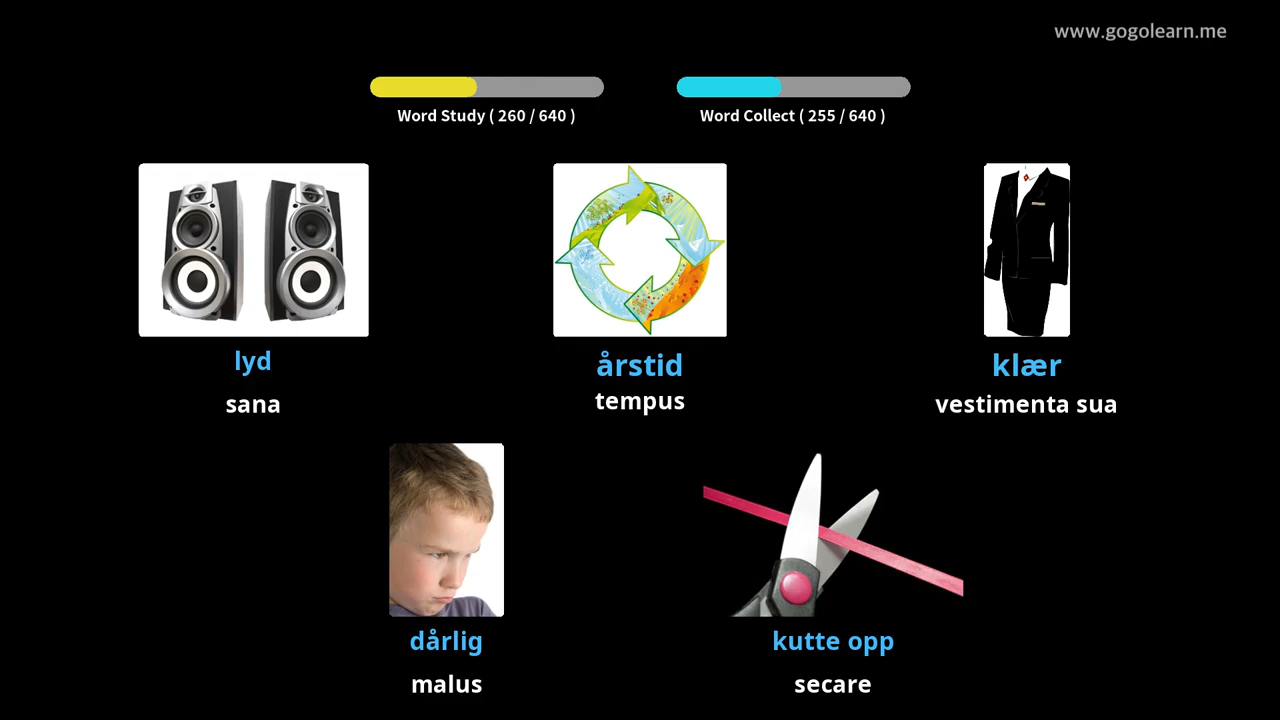 www.gogolearn.me
Word Study ( 260 / 640 )
Word Collect ( 255 / 640 )
lyd
årstid
klær
sana
tempus
vestimenta sua
dårlig
kutte opp
malus
secare